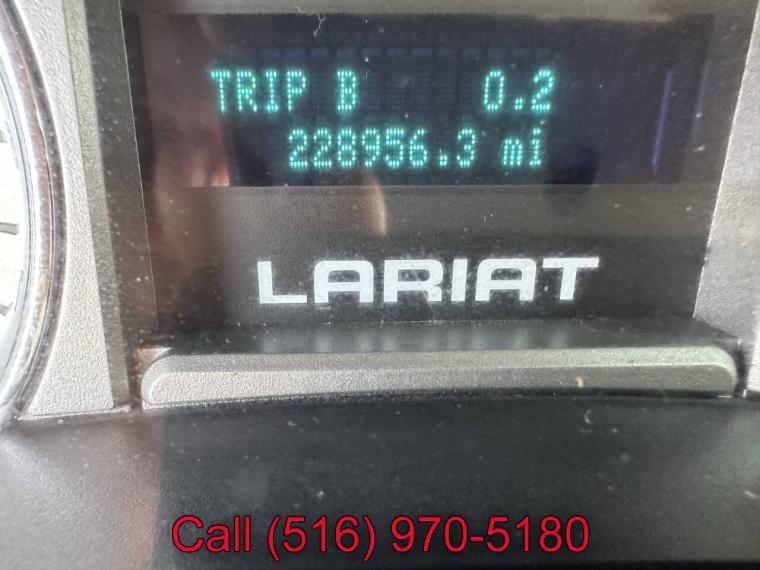 TRIP B 0.2
228956.3 mi
LARIAT
Call (516) 970-5180